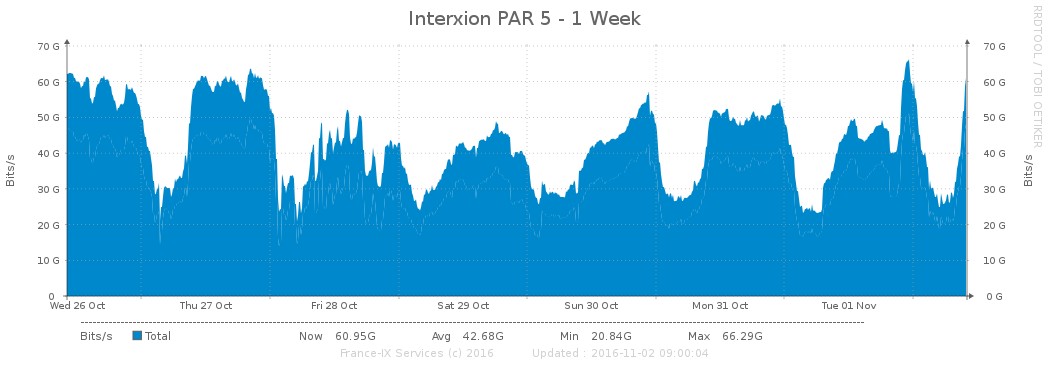 Interxion PAR 5 - 1 Week
RRDTOOL / TOBI OETIKER
Bits/s
70 G 70 G
60 G 60 G
50 G 50 G
40 G 40 G
30 G 30 G
20 G 20 G
10 G 10 G
0 0 G
Bits/s
Wed 26 Oct Thu 27 Oct Fri 28 Oct Sat 29 Oct Sun 30 Oct Mon 31 Oct Tue 01 Nov
Bits/s Total Now 60.95G Avg 42.68G Min 20.84G Max 66.29G
France-IX Services (c) 2016 Updated : 2016-11-02 09:00:04